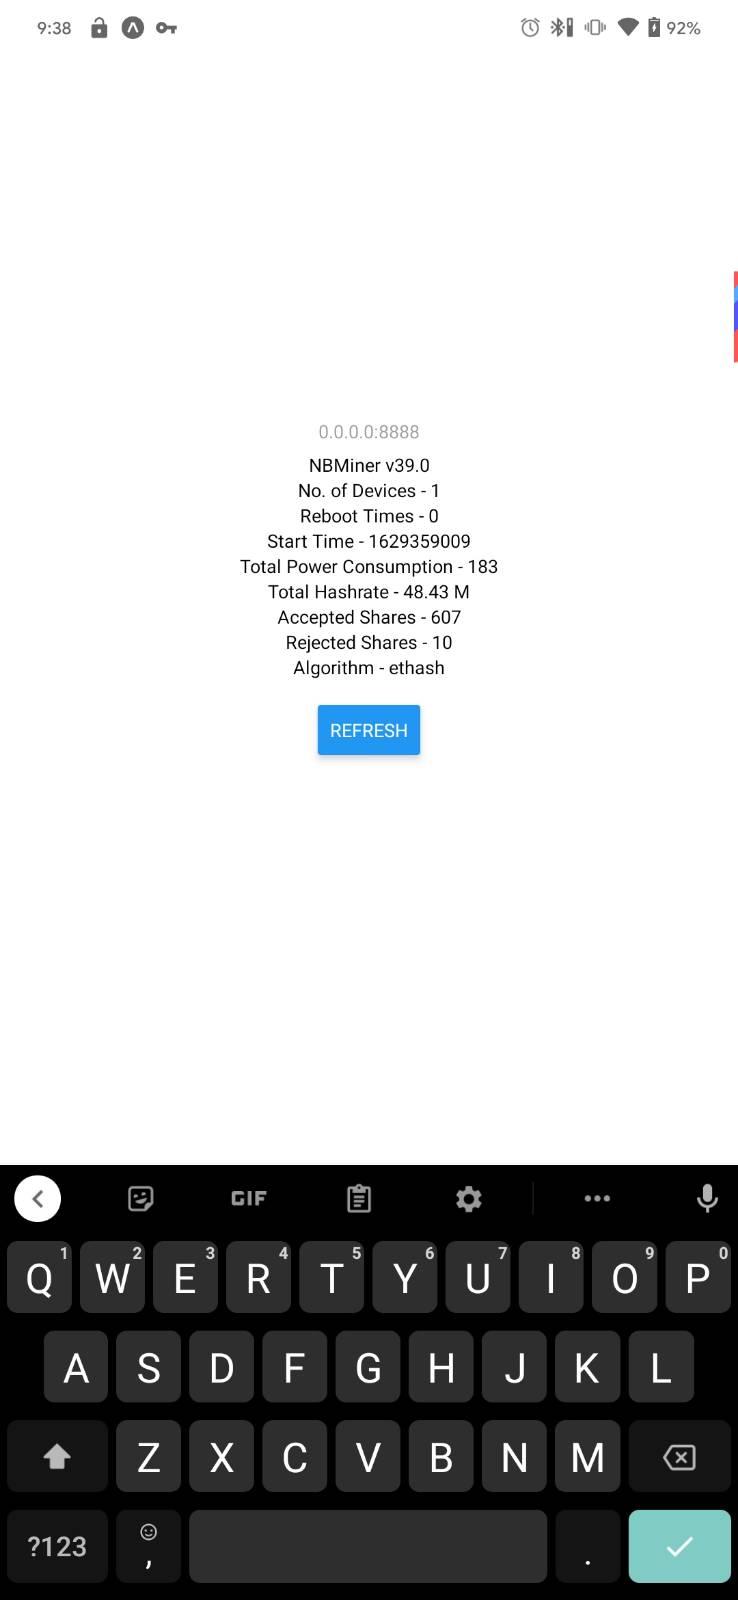 9:38
92%
0.0.0.0:8888
NBMiner v39.0
No. of Devices - 1
Reboot Times - 0
Start Time - 1629359009
Total Power Consumption - 183
Total Hashrate - 48.43 M
Accepted Shares - 607
Rejected Shares - 10
Algorithm - ethash
REFRESH
GIF
1 2 3 4 5 6 7 8 9 0
Q W E R T Y U I O P
A S D F G H J K L
Z X C V B N M
?123 , .